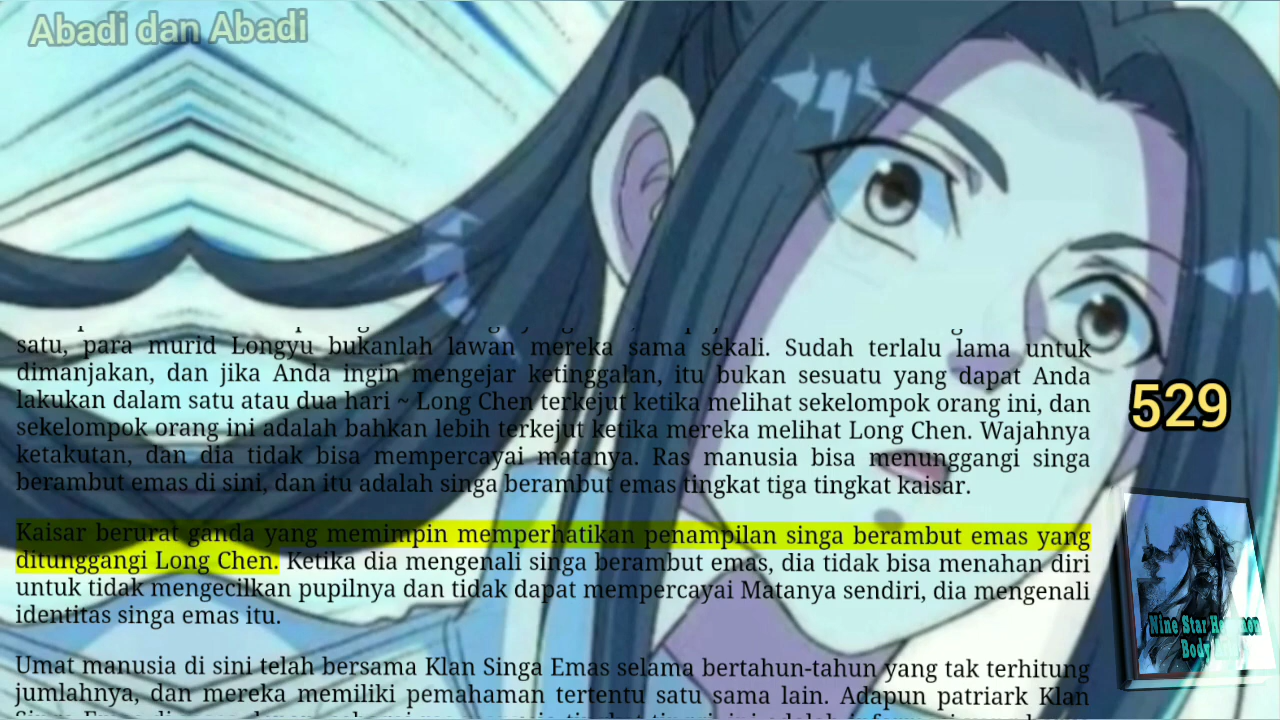 Abadi dan Abadi
satu, para murid Longyu bukanlah lawan mereka sama sekali. Sudah terlalu lama untuk
dimanjakan, dan jika Anda ingin mengejar ketinggalan, itu bukan sesuatu yang dapat Anda
lakukan dalam satu atau dua hari ~ Long Chen terkejut ketika melihat sekelompok orang ini, dan
sekelompok orang ini adalah bahkan lebih terkejut ketika mereka melihat Long Chen. Wajahnya
ketakutan, dan dia tidak bisa mempercayai matanya. Ras manusia bisa menunggangi singa
berambut emas di sini, dan itu adalah singa berambut emas tingkat tiga tingkat kaisar.
529
Kaisar berurat ganda yang memimpin memperhatikan penampilan singa berambut emas yang
ditunggangi Long Chen. Ketika dia mengenali singa berambut emas, dia tidak bisa menahan diri
untuk tidak mengecilkan pupilnya dan tidak dapat mempercayai Matanya sendiri, dia mengenali
identitas singa emas itu.
Nine Star
Body
Umat manusia di sini telah bersama Klan Singa Emas selama bertahun-tahun yang tak terhitung
jumlahnya, dan mereka memiliki pemahaman tertentu satu sama lain. Adapun patriark Klan